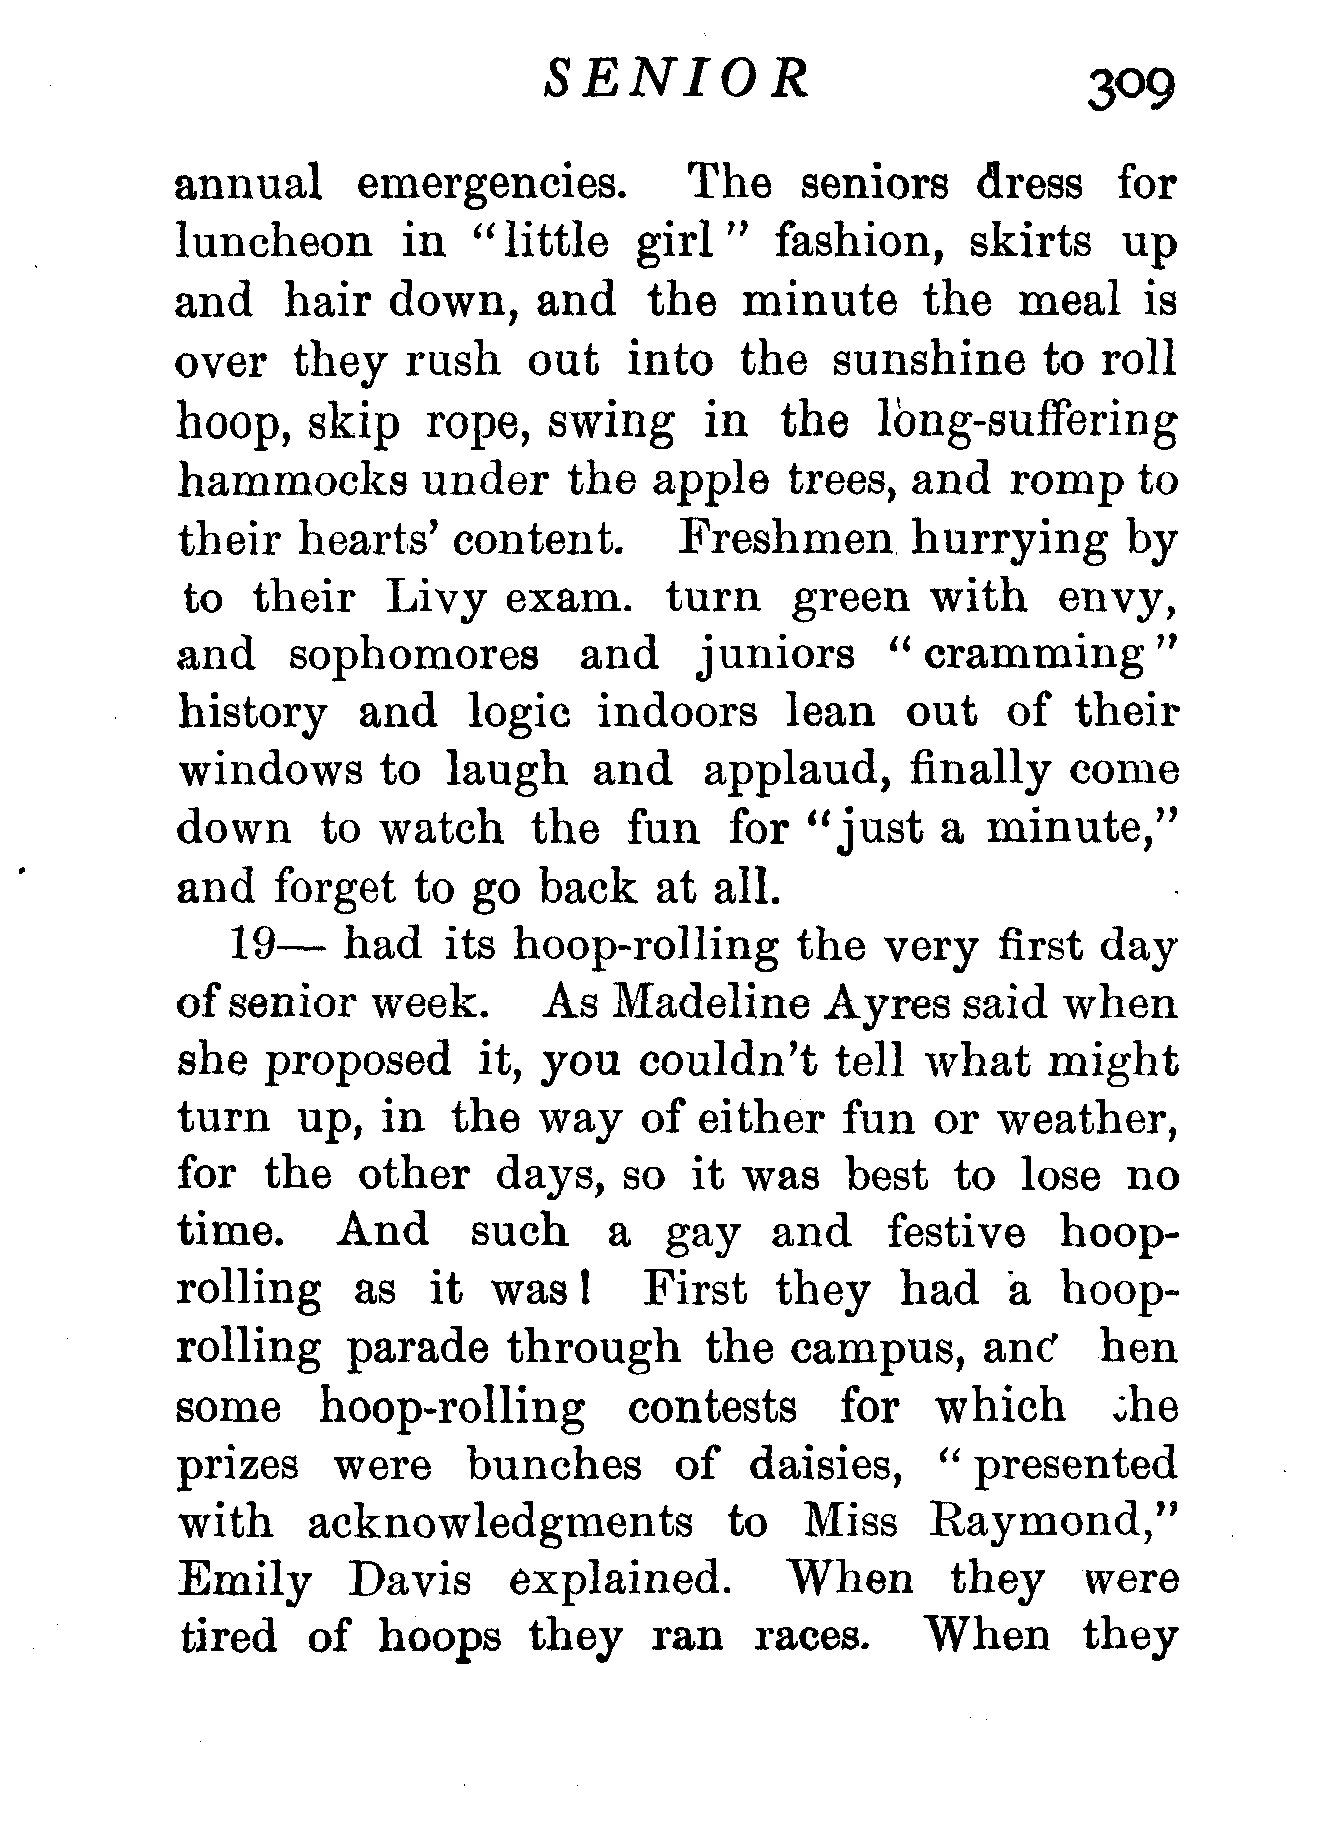 SENIOR 309
annual emergencies. The seniors dress for
luncheon in “little girl” fashion, skirts up
and hair down, and the minute the meal is
over they rush out into the sunshine to roll
hoop, skip rope, swing in the long-suffering
hammocks under the apple trees, and romp to
their hearts’ content. Freshmen hurrying by
to their Livy exam. turn green with envy,
and sophomores and juniors “cramming”
history and logic indoors lean out of their
windows to laugh and applaud, finally come
down to watch the fun for “just a minute,”
and forget to go back at all.
19— had its hoop-rolling the very first day
of senior week. As Madeline Ayres said when
she proposed it, you couldn’t tell what might
turn up, in the way of either fun or weather,
for the other days, so it was best to lose no
time. And such a gay and festive hoop-
rolling as it was! First they had a hoop-
rolling parade through the campus, and hen
some hoop-rolling contests for which the
prizes were bunches of daisies, “presented
with acknowledgments to Miss Raymond,”
Emily Davis explained. When they were
tired of hoops they ran races. When they